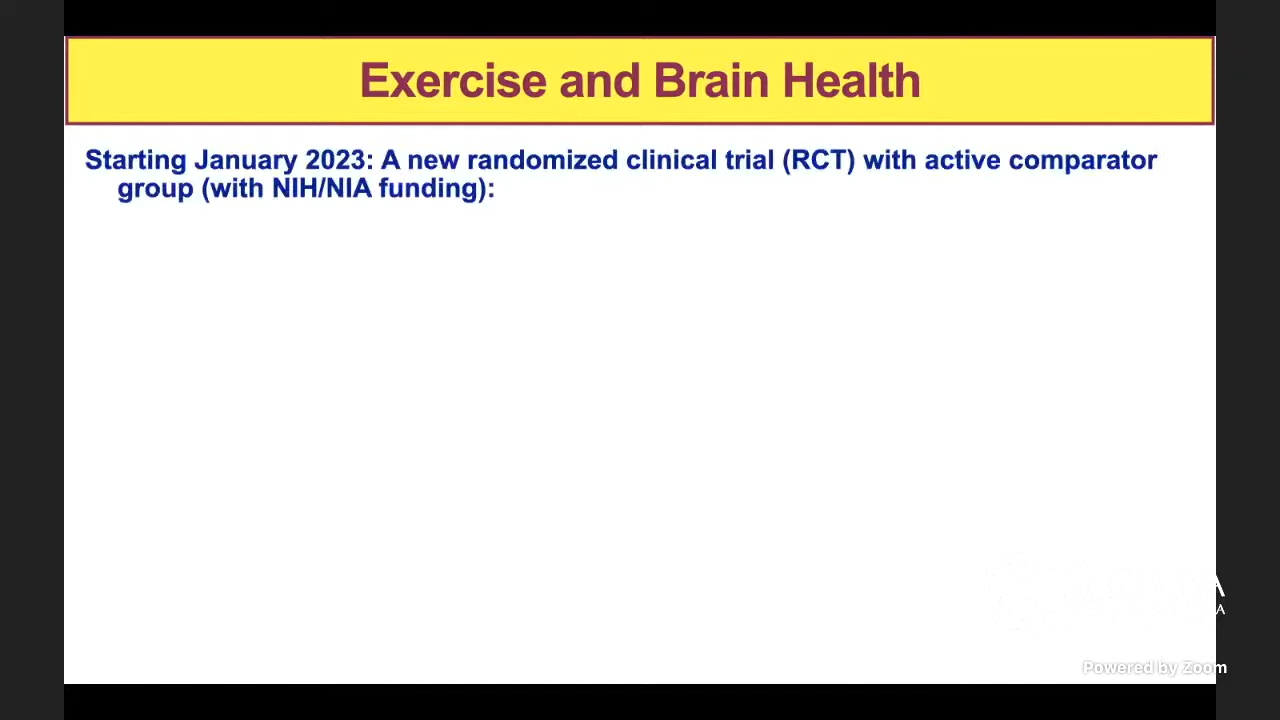 Exercise and Brain Health
Starting January 2023: A new randomized clinical trial (RCT) with active comparator
group (with NIH/NIA funding):
A
A
Powered by Zoom